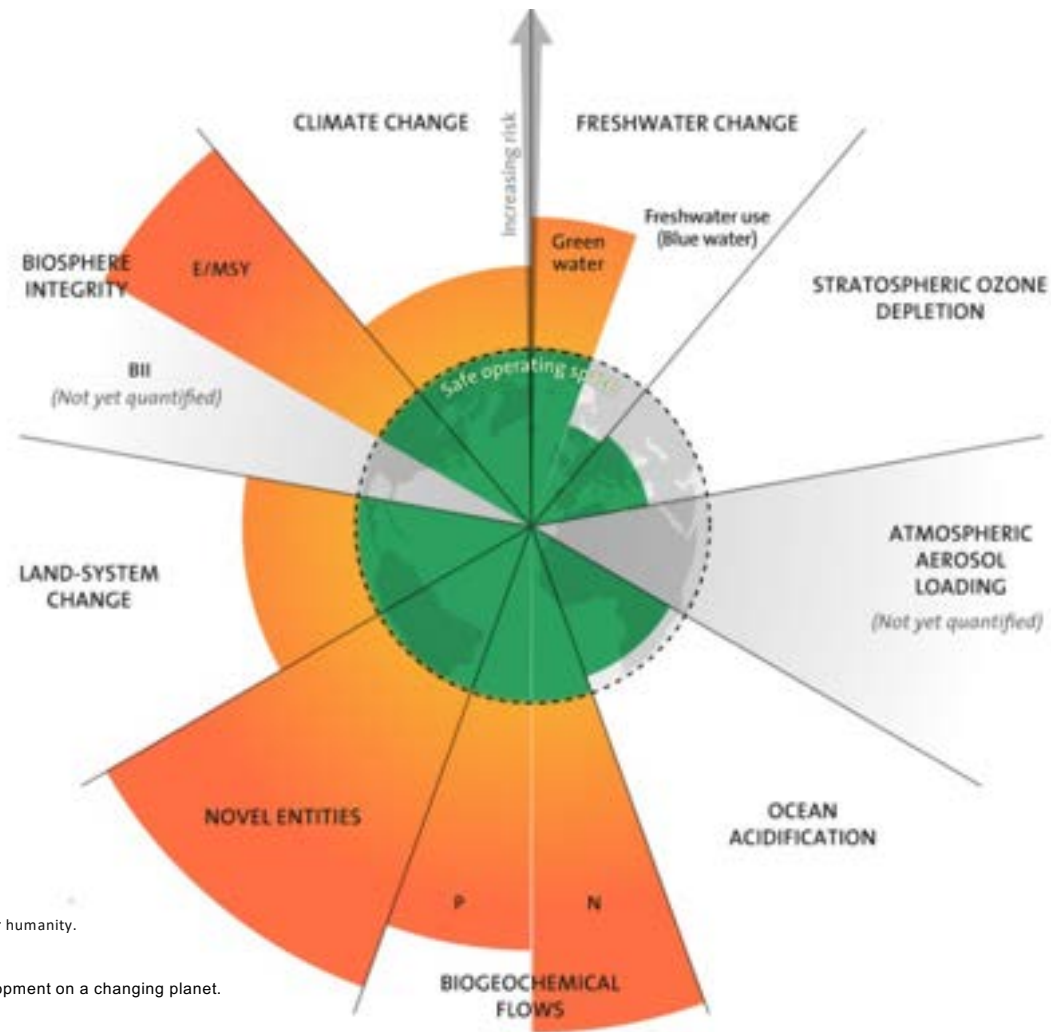 CLIMATE CHANGE
FRESHWATER CHANGE
Increasing risk
Freshwater use
(Blue water)
Green
water
BIOSPHERE
INTEGRITY
E/MSY
STRATOSPHERIC OZONE
DEPLETION
BII
(Not yet quantified)
Safe operating space
ATMOSPHERIC
AEROSOL
LOADING
(Not yet quantified)
LAND-SYSTEM
CHANGE
NOVEL ENTITIES
OCEAN
ACIDIFICATION
P
N
humanity.
BIOGEOCHEMICAL
FLOWS
on a changing planet.